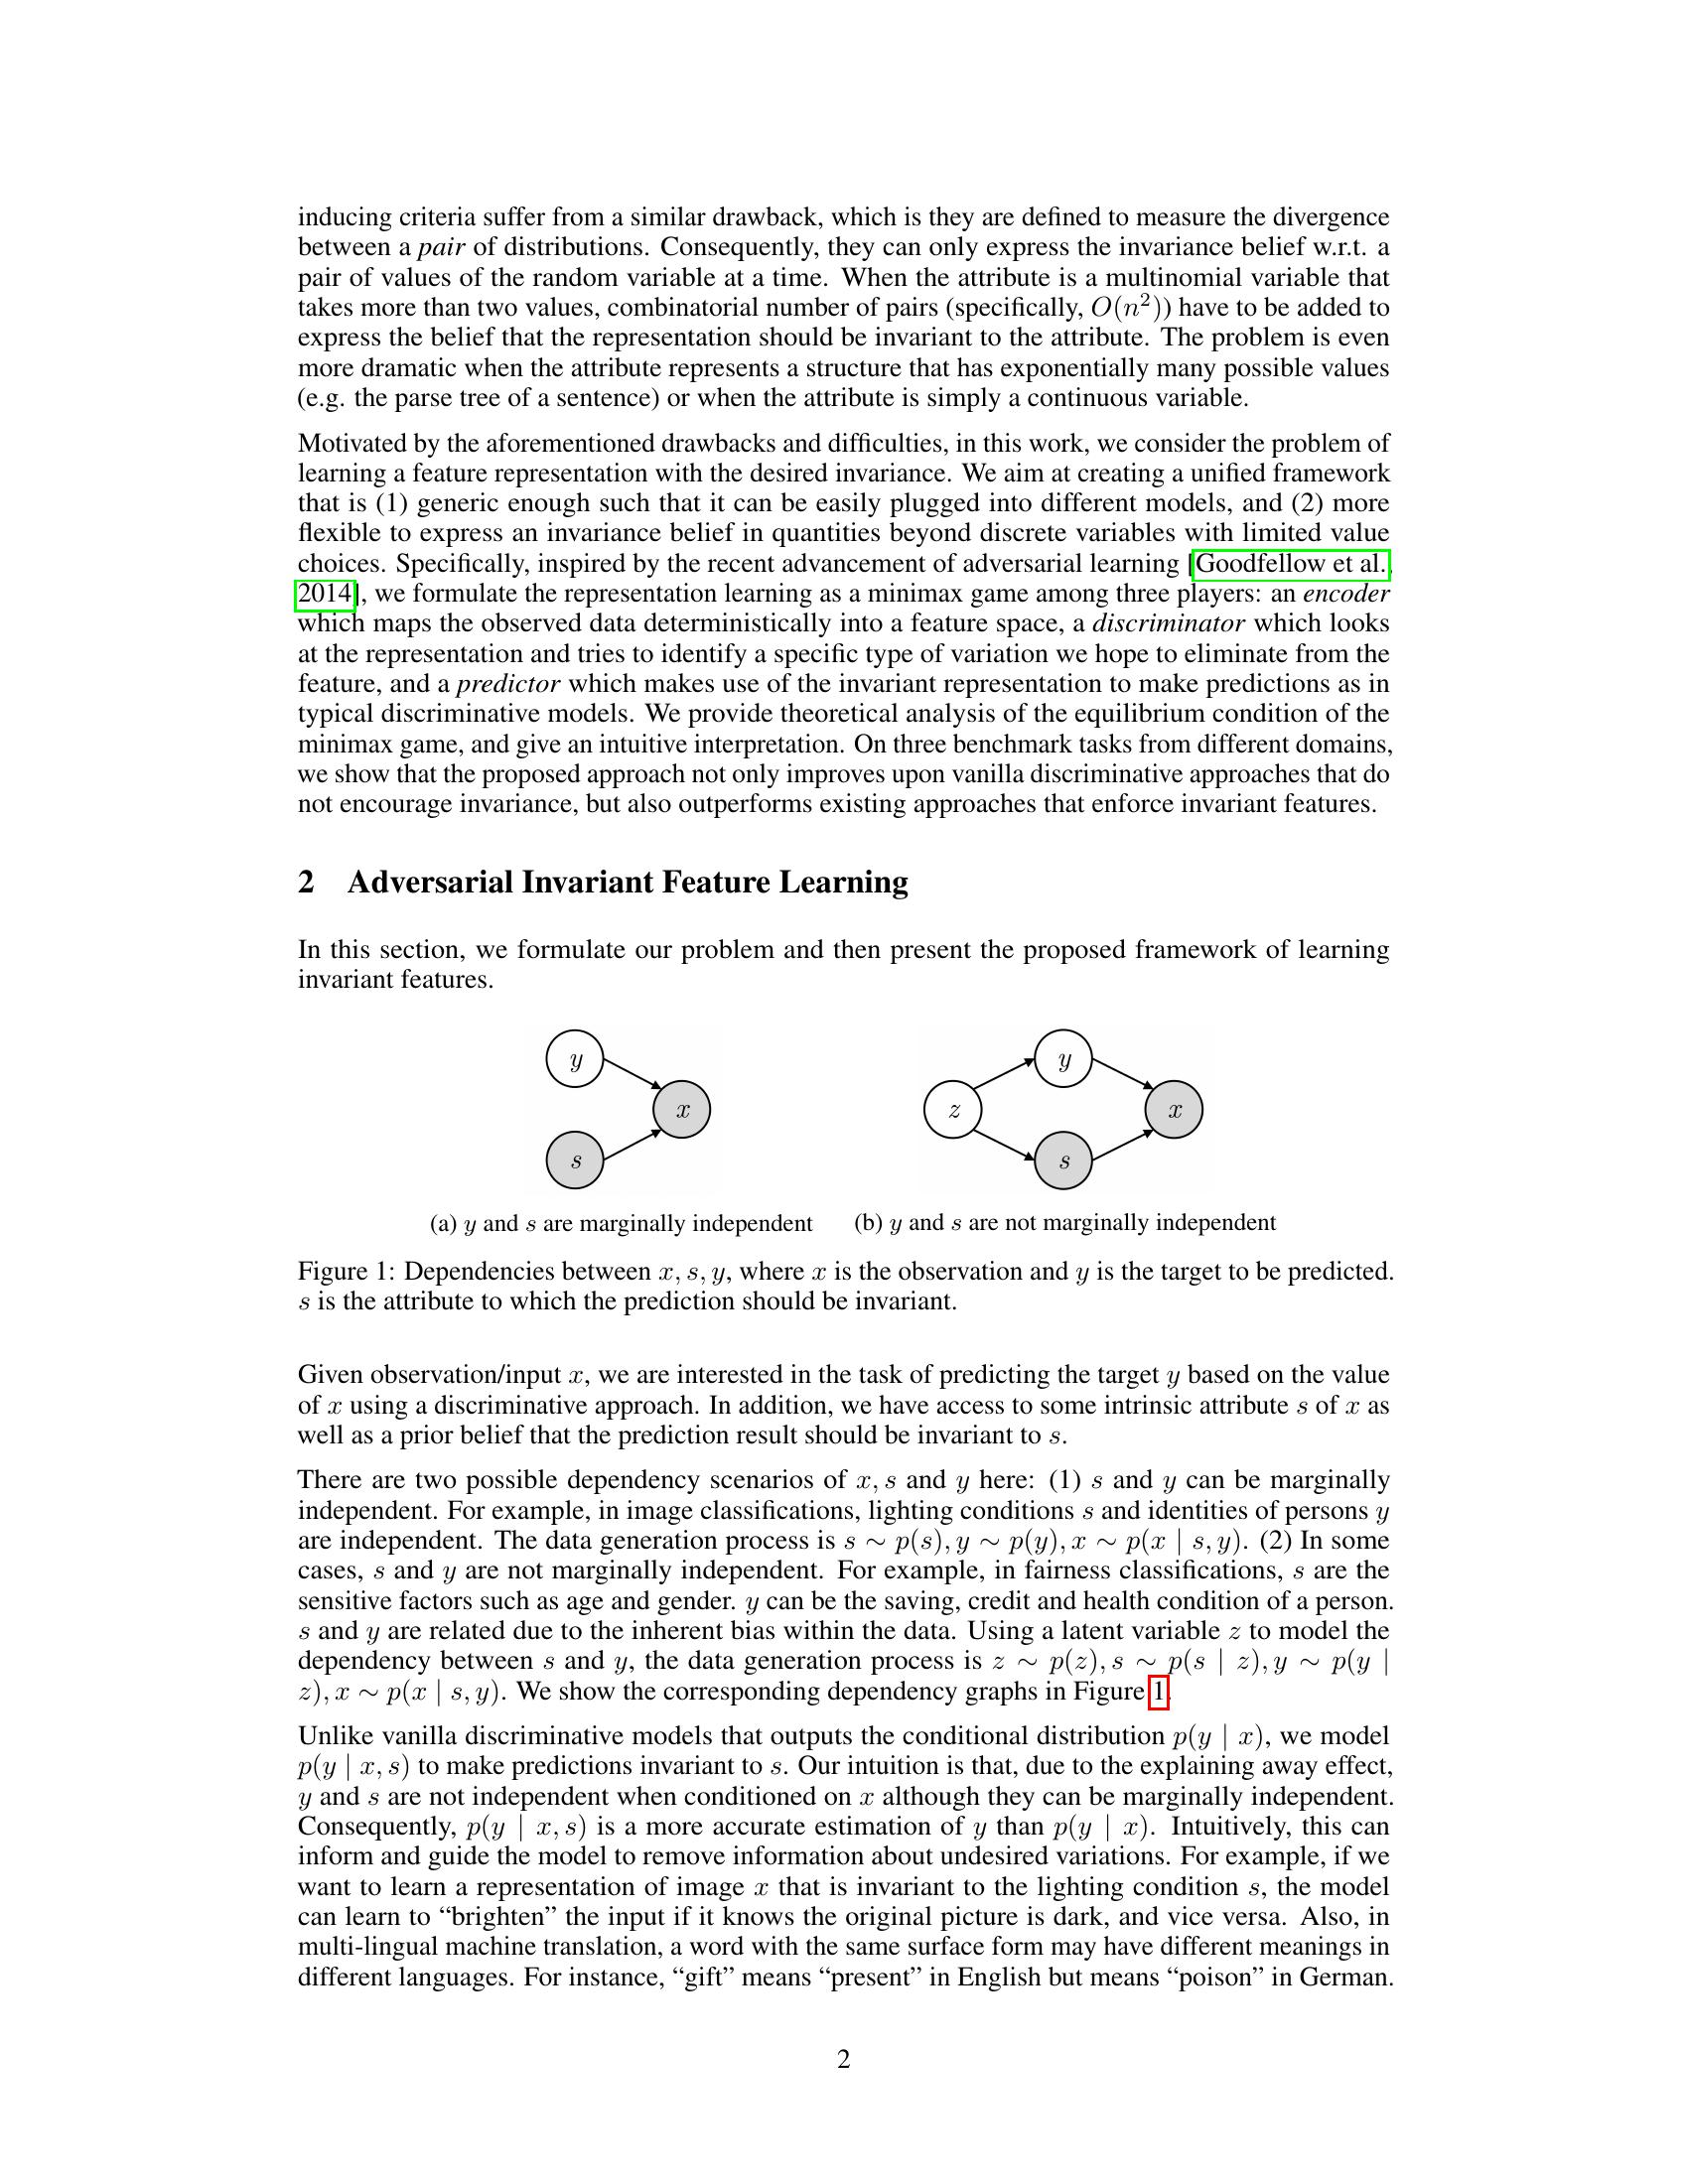 inducing criteria suffer from a similar drawback, which is they are defined to measure the divergence
between a pair of distributions. Consequently, they can only express the invariance belief w.r.t. a
pair of values of the random variable at a time. When the attribute is a multinomial variable that
takes more than two values, combinatorial number of pairs (specifically, O(n²)) have to be added to
express the belief that the representation should be invariant to the attribute. The problem is even
more dramatic when the attribute represents a structure that has exponentially many possible values
(e.g. the parse tree of a sentence) or when the attribute is simply a continuous variable.
Motivated by the aforementioned drawbacks and difficulties, in this work, we consider the problem of
learning a feature representation with the desired invariance. We aim at creating a unified framework
that is (1) generic enough such that it can be easily plugged into different models, and (2) more
flexible to express an invariance belief in quantities beyond discrete variables with limited value
choices. Specifically, inspired by the recent advancement of adversarial learning [Goodfellow et al.,
2014], we formulate the representation learning as a minimax game among three players: an encoder
which maps the observed data deterministically into a feature space, a discriminator which looks
at the representation and tries to identify a specific type of variation we hope to eliminate from the
feature, and a predictor which makes use of the invariant representation to make predictions as in
typical discriminative models. We provide theoretical analysis of the equilibrium condition of the
minimax game, and give an intuitive interpretation. On three benchmark tasks from different domains,
we show that the proposed approach not only improves upon vanilla discriminative approaches that do
not encourage invariance, but also outperforms existing approaches that enforce invariant features.
2 Adversarial Invariant Feature Learning
In this section, we formulate our problem and then present the proposed framework of learning
invariant features.
y
x
s
z
y
x
s
(a) y and s are marginally independent
(b) y and s are not marginally independent
Figure 1: Dependencies between x, s, y, where x is the observation and y is the target to be predicted.
s is the attribute to which the prediction should be invariant.
Given observation/input x, we are interested in the task of predicting the target y based on the value
of x using a discriminative approach. In addition, we have access to some intrinsic attribute s of x as
well as a prior belief that the prediction result should be invariant to s.
There are two possible dependency scenarios of x, s and y here: (1) s and y can be marginally
independent. For example, in image classifications, lighting conditions s and identities of persons y
are independent. The data generation process is s ∼ p(s), y ∼ p(y), x ∼ p(x | s, y). (2) In some
cases, s and y are not marginally independent. For example, in fairness classifications, s are the
sensitive factors such as age and gender. y can be the saving, credit and health condition of a person.
s and y are related due to the inherent bias within the data. Using a latent variable z to model the
dependency between s and y, the data generation process is z ∼ p(z), s ∼ p(s | z), y ∼ p(y |
z), x ∼ p(x | s, y). We show the corresponding dependency graphs in Figure 1.
Unlike vanilla discriminative models that outputs the conditional distribution p(y | x), we model
p(y | x, s) to make predictions invariant to s. Our intuition is that, due to the explaining away effect,
y and s are not independent when conditioned on x although they can be marginally independent.
Consequently, p(y | x, s) is a more accurate estimation of y than p(y | x). Intuitively, this can
inform and guide the model to remove information about undesired variations. For example, if we
want to learn a representation of image x that is invariant to the lighting condition s, the model
can learn to “brighten” the input if it knows the original picture is dark, and vice versa. Also, in
multi-lingual machine translation, a word with the same surface form may have different meanings in
different languages. For instance, “gift” means “present” in English but means “poison” in German.
2